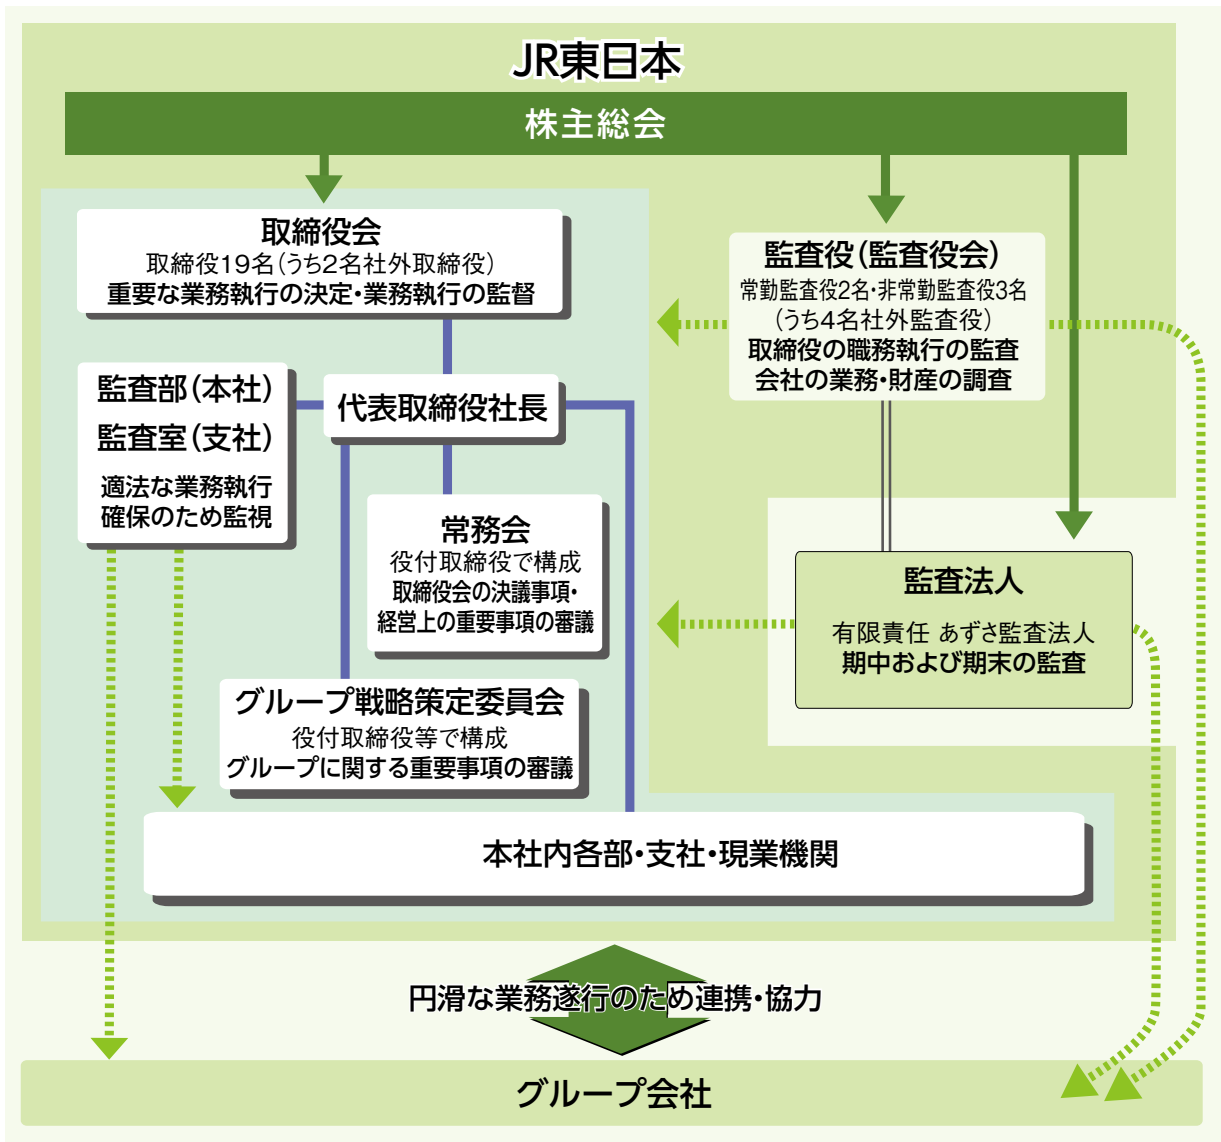 JR東日本
株主総会
取締役会
取締役19名(うち2名社外取締役)
重要な業務執行の決定・業務執行の監督
監査役(監査役会)
常勤監査役2名・非常勤監査役3名
(うち4名社外監査役)
取締役の職務執行の監査
会社の業務・財産の調査
監査部(本社)
監査室(支社)
適法な業務執行
確保のため監視
代表取締役社長
常務会
役付取締役で構成
取締役会の決議事項・
経営上の重要事項の審議
監査法人
有限責任 あずさ監査法人
期中および期末の監査
グループ戦略策定委員会
役付取締役等で構成
グループに関する重要事項の審議
本社内各部・支社・現業機関
円滑な業務遂行のため連携・協力
グループ会社